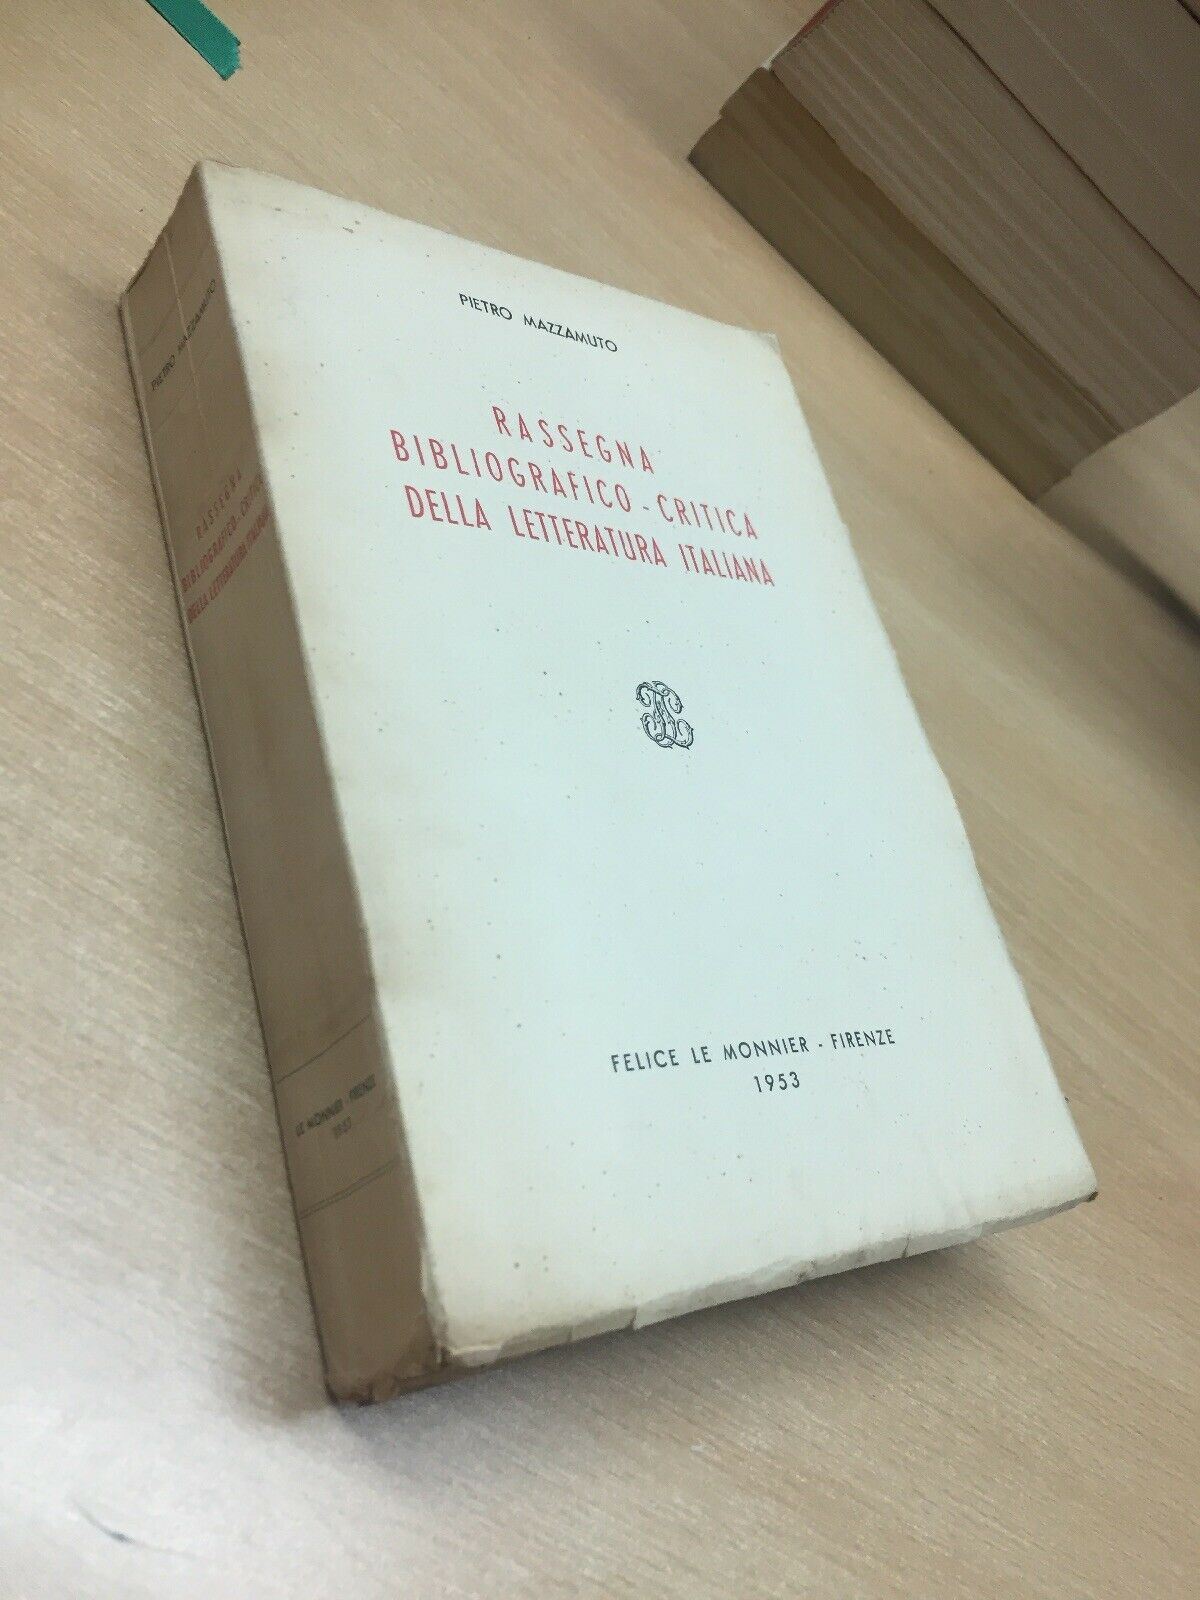 PIETRO MAZZAMUTO
RASSEGNA
BIBLIOGRAFICO - CRITICA
DELLA LETTERATURA ITALIANA
FELICE LE MONNIER - FIRENZE
1953
PIETRO MAZZAMUTO
RASSEGNA
BIBLIOGRAFICO - CRITICA
DELLA LETTERATURA ITALIANA
LE MONNIER - FIRENZE
1953